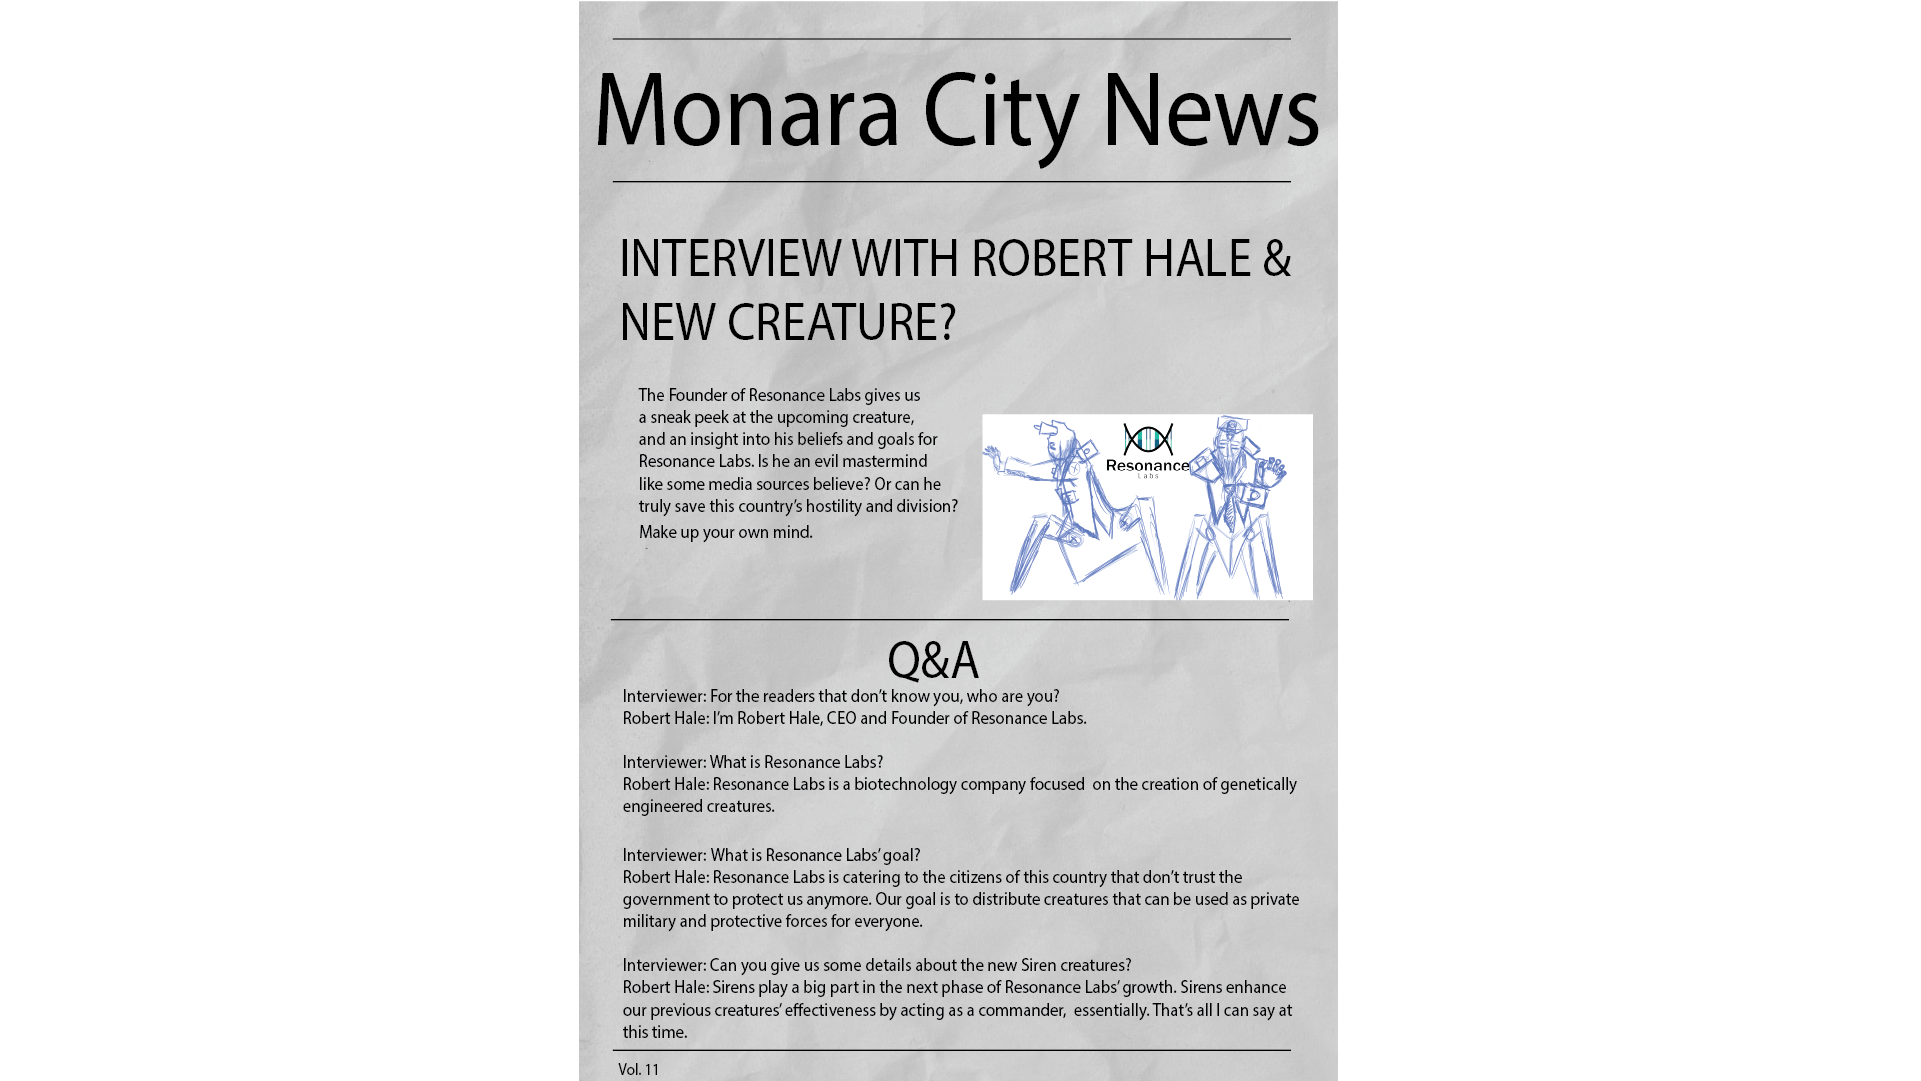 Monara City News
INTERVIEW WITH ROBERT HALE &
NEW CREATURE?
The Founder of Resonance Labs gives us
a sneak peek at the upcoming creature,
and an insight into his beliefs and goals for
Resonance Labs. Is he an evil mastermind
like some media sources believe? Or can he
truly save this country’s hostility and division?
Make up your own mind.
Resonance
Labs
Q&A
Interviewer: For the readers that don’t know you, who are you?
Robert Hale: I’m Robert Hale, CEO and Founder of Resonance Labs.
Interviewer: What is Resonance Labs?
Robert Hale: Resonance Labs is a biotechnology company focused  on the creation of genetically
engineered creatures.
Interviewer: What is Resonance Labs’ goal?
Robert Hale: Resonance Labs is catering to the citizens of this country that don’t trust the
government to protect us anymore. Our goal is to distribute creatures that can be used as private
military and protective forces for everyone.
Interviewer: Can you give us some details about the new Siren creatures?
Robert Hale: Sirens play a big part in the next phase of Resonance Labs’ growth. Sirens enhance
our previous creatures’ effectiveness by acting as a commander,  essentially. That’s all I can say at
this time.
Vol. 11